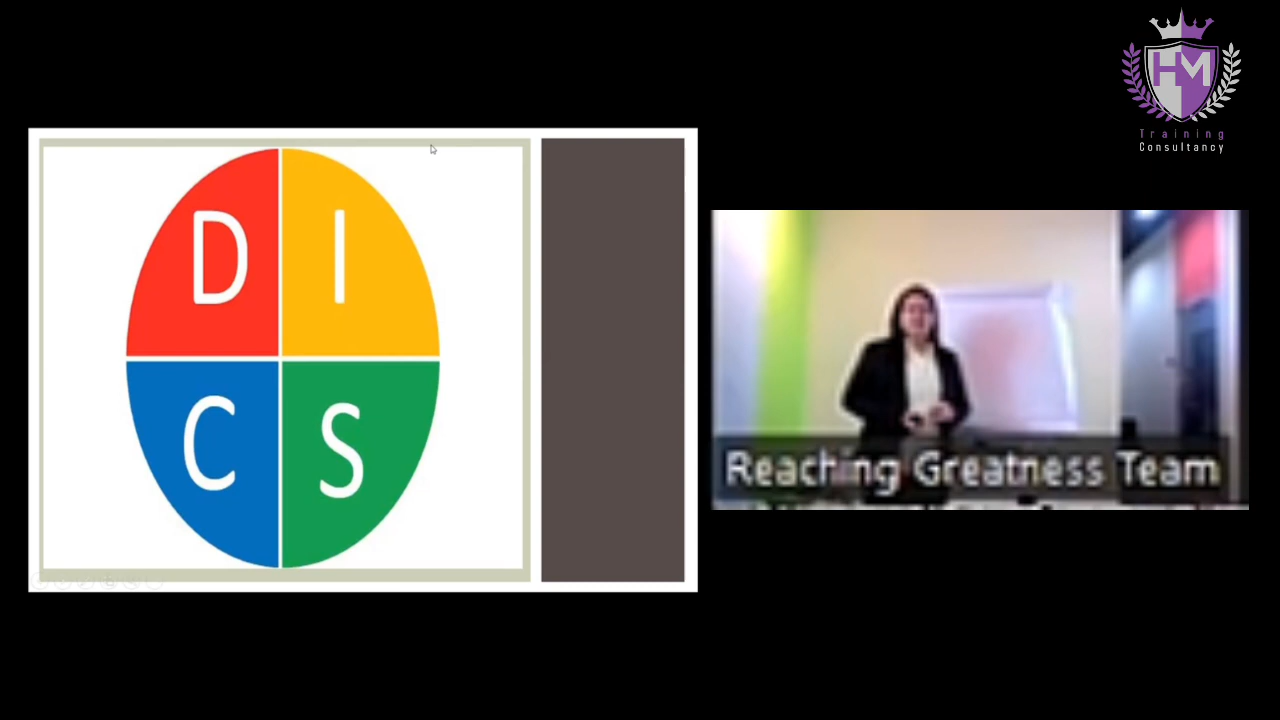 HM
Training
Consultancy
D I
C S
Reaching Greatness Team